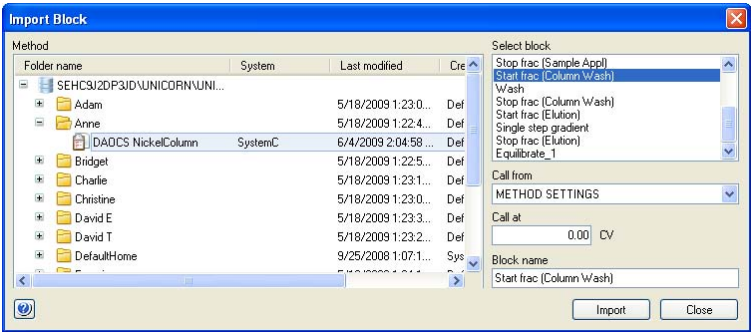 Import Block
Method
Folder name System Last modified Cre
SEHC9J2DP3JD\UNICORN\UNI...
Adam 5/18/2009 1:23:0... Def
Anne 5/18/2009 1:22:4... Def
DAOCS NickelColumn SystemC 6/4/2009 2:04:58 ... Def
Bridget 5/18/2009 1:22:5... Def
Charlie 5/18/2009 1:23:1... Def
Christine 5/18/2009 1:23:0... Def
David E 5/18/2009 1:23:3... Def
David T 5/18/2009 1:23:2... Def
DefaultHome 9/25/2008 1:07:1... Sys
Select block
Stop frac (Sample Appl)
Start frac (Column Wash)
Wash
Stop frac (Column Wash)
Start frac (Elution)
Single step gradient
Stop frac (Elution)
Equilibrate_1
Call from
METHOD SETTINGS
Call at
0.00 CV
Block name
Start frac (Column Wash)
Import Close